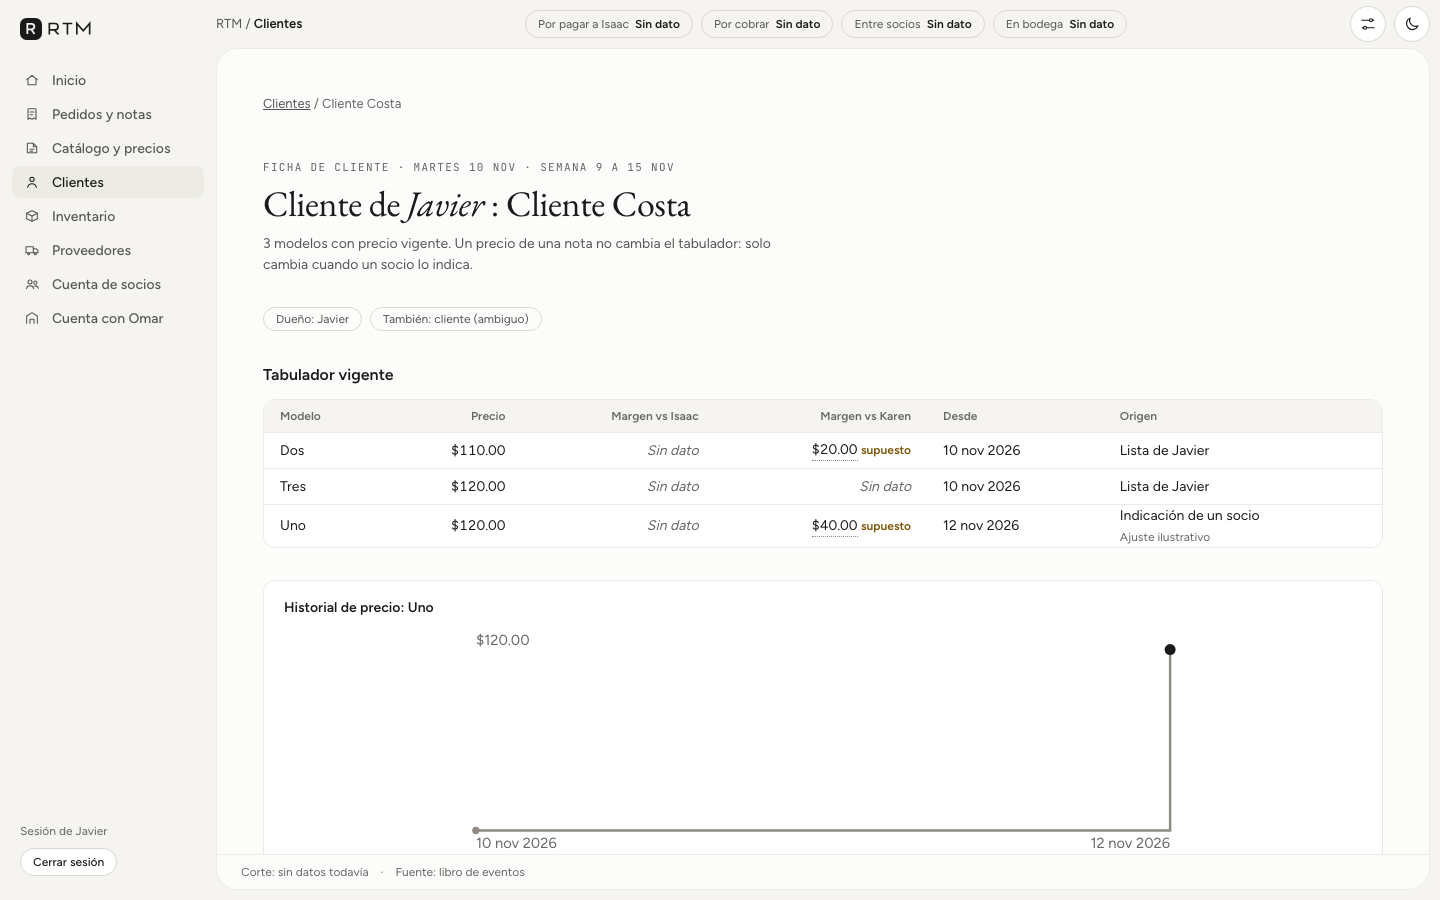 R RTM
RTM / Clientes
Por pagar a Isaac Sin dato
Por cobrar Sin dato
Entre socios Sin dato
En bodega Sin dato
Inicio
Pedidos y notas
Catálogo y precios
Clientes
Inventario
Proveedores
Cuenta de socios
Cuenta con Omar
Sesión de Javier
Cerrar sesión
Clientes / Cliente Costa
FICHA DE CLIENTE · MARTES 10 NOV · SEMANA 9 A 15 NOV
Cliente de Javier : Cliente Costa
3 modelos con precio vigente. Un precio de una nota no cambia el tabulador: solo
cambia cuando un socio lo indica.
Dueño: Javier
También: cliente (ambiguo)
Tabulador vigente
Modelo Precio Margen vs Isaac Margen vs Karen Desde Origen
Dos $110.00 Sin dato $20.00 supuesto 10 nov 2026 Lista de Javier
Tres $120.00 Sin dato Sin dato 10 nov 2026 Lista de Javier
Uno $120.00 Sin dato $40.00 supuesto 12 nov 2026 Indicación de un socio
Ajuste ilustrativo
Historial de precio: Uno
$120.00
10 nov 2026 12 nov 2026
Corte: sin datos todavía · Fuente: libro de eventos